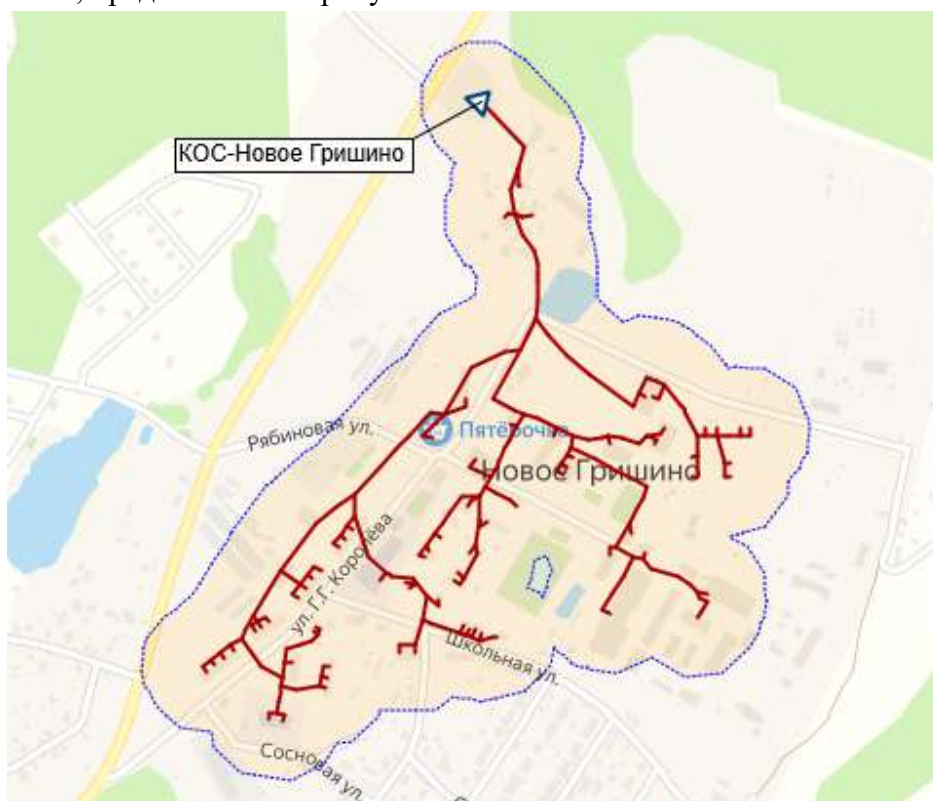 КОС-Новое Гришино
Рябиновая ул.
Пятёрочка
Новое Гришино
ул. Г.Г. Королёва
Школьная ул.
Сосновая ул.